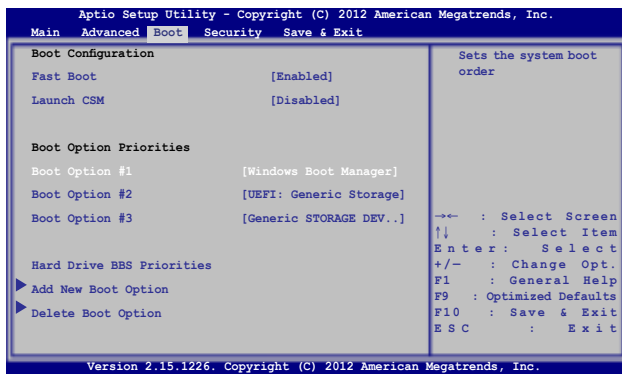 Aptio Setup Utility - Copyright (C) 2012 American Megatrends, Inc.
Main Advanced Boot Security Save & Exit
Boot Configuration
Fast Boot [Enabled]
Launch CSM [Disabled]
Boot Option Priorities
Boot Option #1 [Windows Boot Manager]
Boot Option #2 [UEFI: Generic Storage]
Boot Option #3 [Generic STORAGE DEV..]
Hard Drive BBS Priorities
Add New Boot Option
Delete Boot Option
Sets the system boot
order
→← : Select Screen
↑↓ : Select Item
Enter: Select
+/— : Change Opt.
F1 : General Help
F9 : Optimized Defaults
F10 : Save & Exit
ESC : Exit
Version 2.15.1226. Copyright (C) 2012 American Megatrends, Inc.